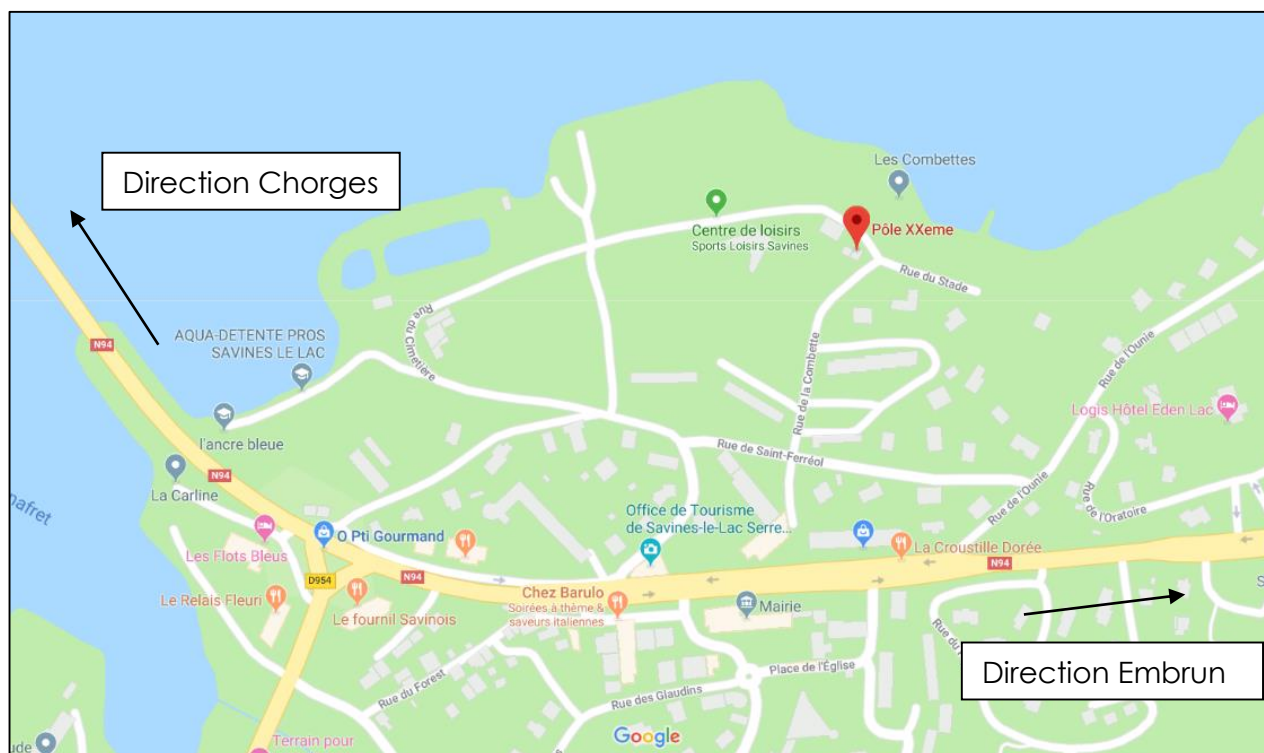 Direction Chorges
Les Combettes
Centre de loisirs
Sports Loisirs Savines
Pôle XXeme
Rue du Stade
Rue du Cimetière
N94
AQUA-DETENTE PROS
SAVINES LE LAC
Rue de la Combette
Rue de l'Ounie
Logis Hôtel Eden Lac
l'ancre bleue
Rue de Saint-Ferréol
La Carline
N94
Rue de l'Ounie
Rue de l'Oratoire
nafret
Office de Tourisme
de Savines-le-Lac Serre...
O Pti Gourmand
Les Flots Bleus
La Croustille Dorée
N94
D954
N94
Chez Barulo
Soirées à thème &
saveurs italiennes
Le Relais Fleuri
Mairie
Le fournil Savinois
S
Rue du
Place de l'Église
Direction Embrun
Rue du Forest
Rue des Glaudins
Google
ude
Terrain pour